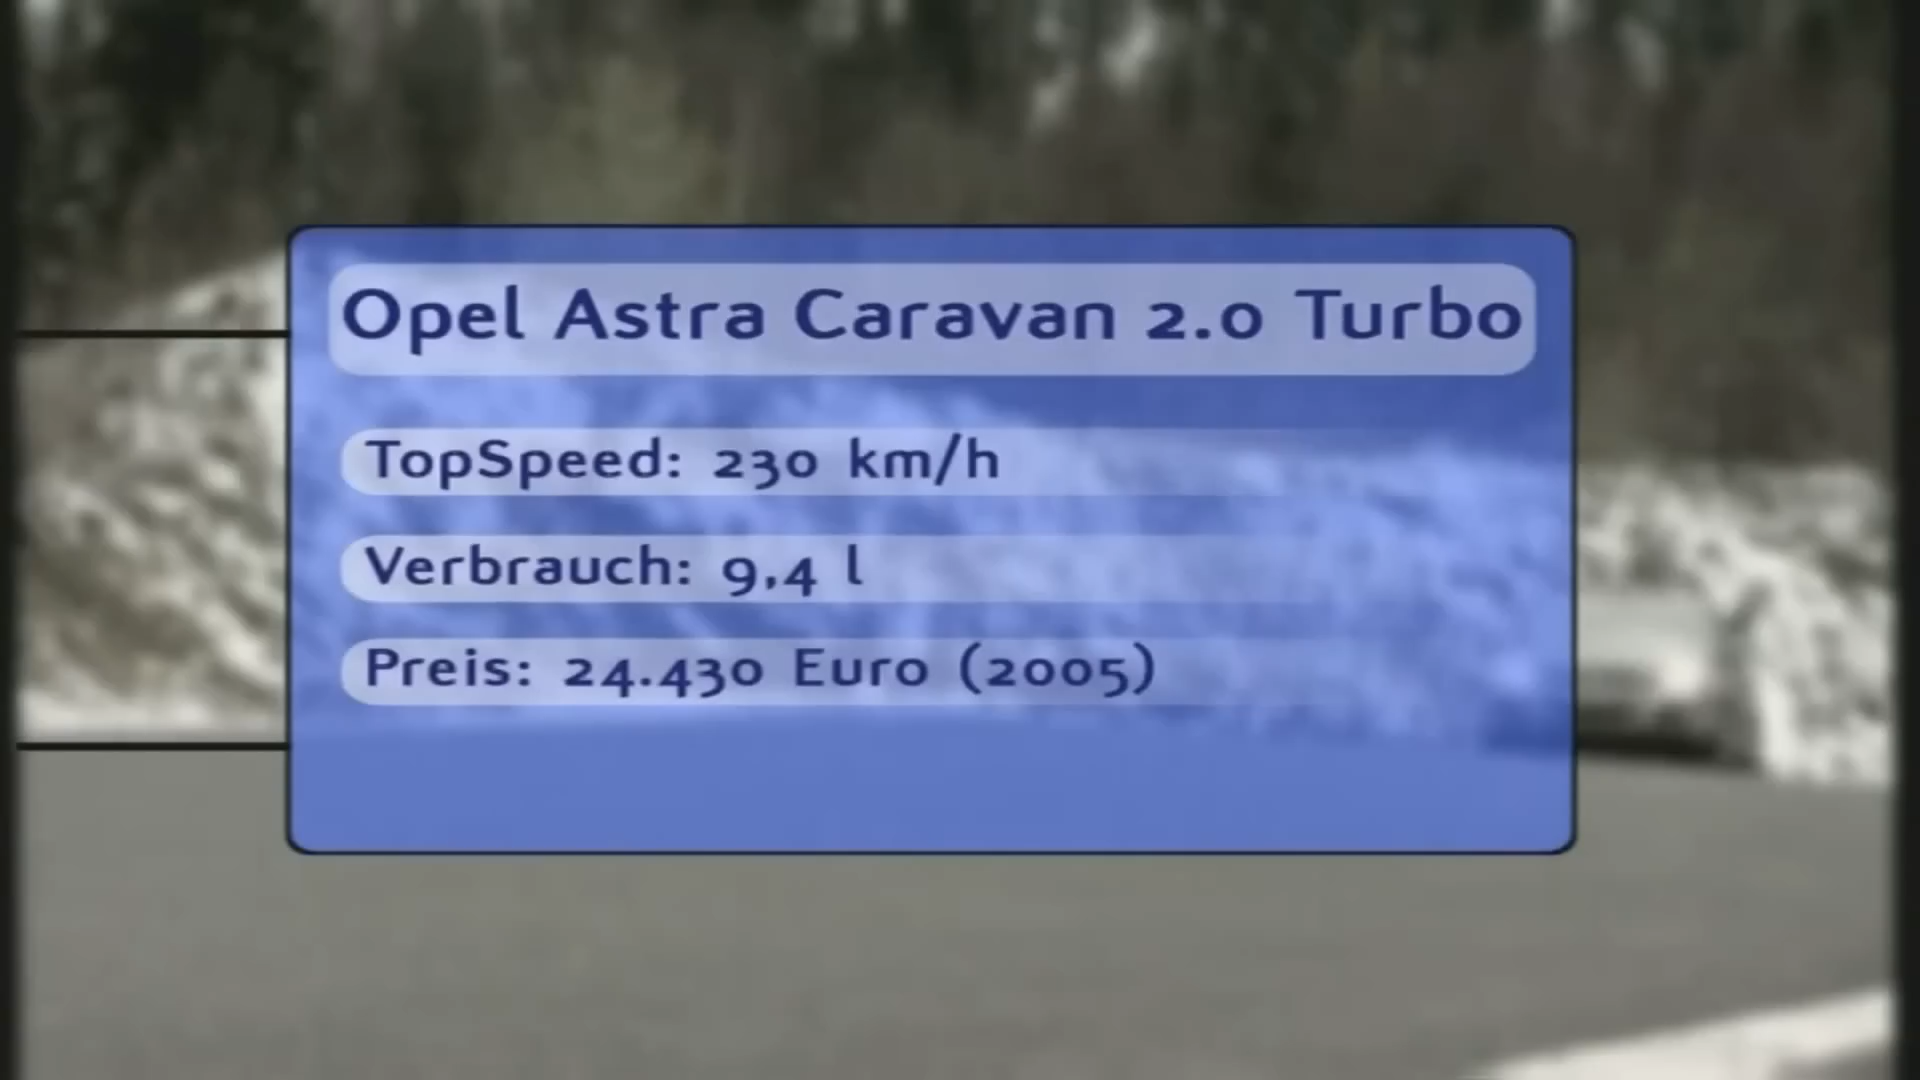 Opel Astra Caravan 2.0 Turbo
TopSpeed: 230 km/h
Verbrauch: 9,4 l
Preis: 24.430 Euro (2005)